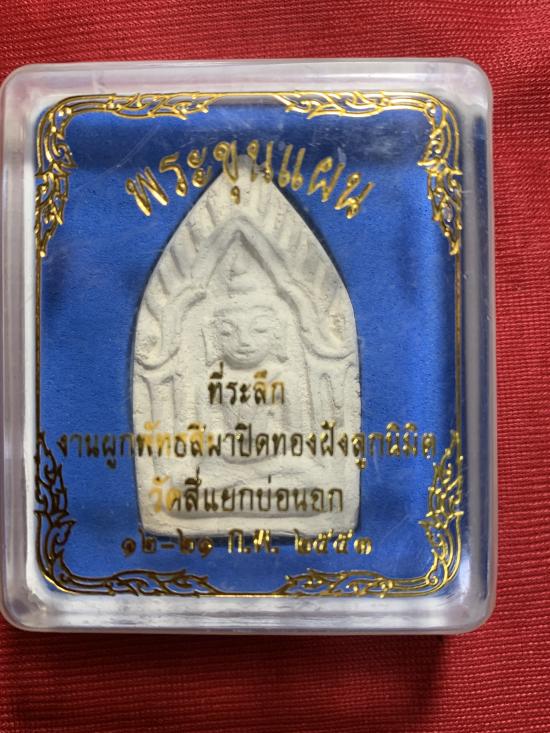 พระขุนแผน
ที่ระลึก
งานผูกพัทธสีมาปิดทองฝังลูกนิมิต
วัดสี่แยกบ่อนอก
๑๒-๒๑ ก.พ. ๒๕๕๓